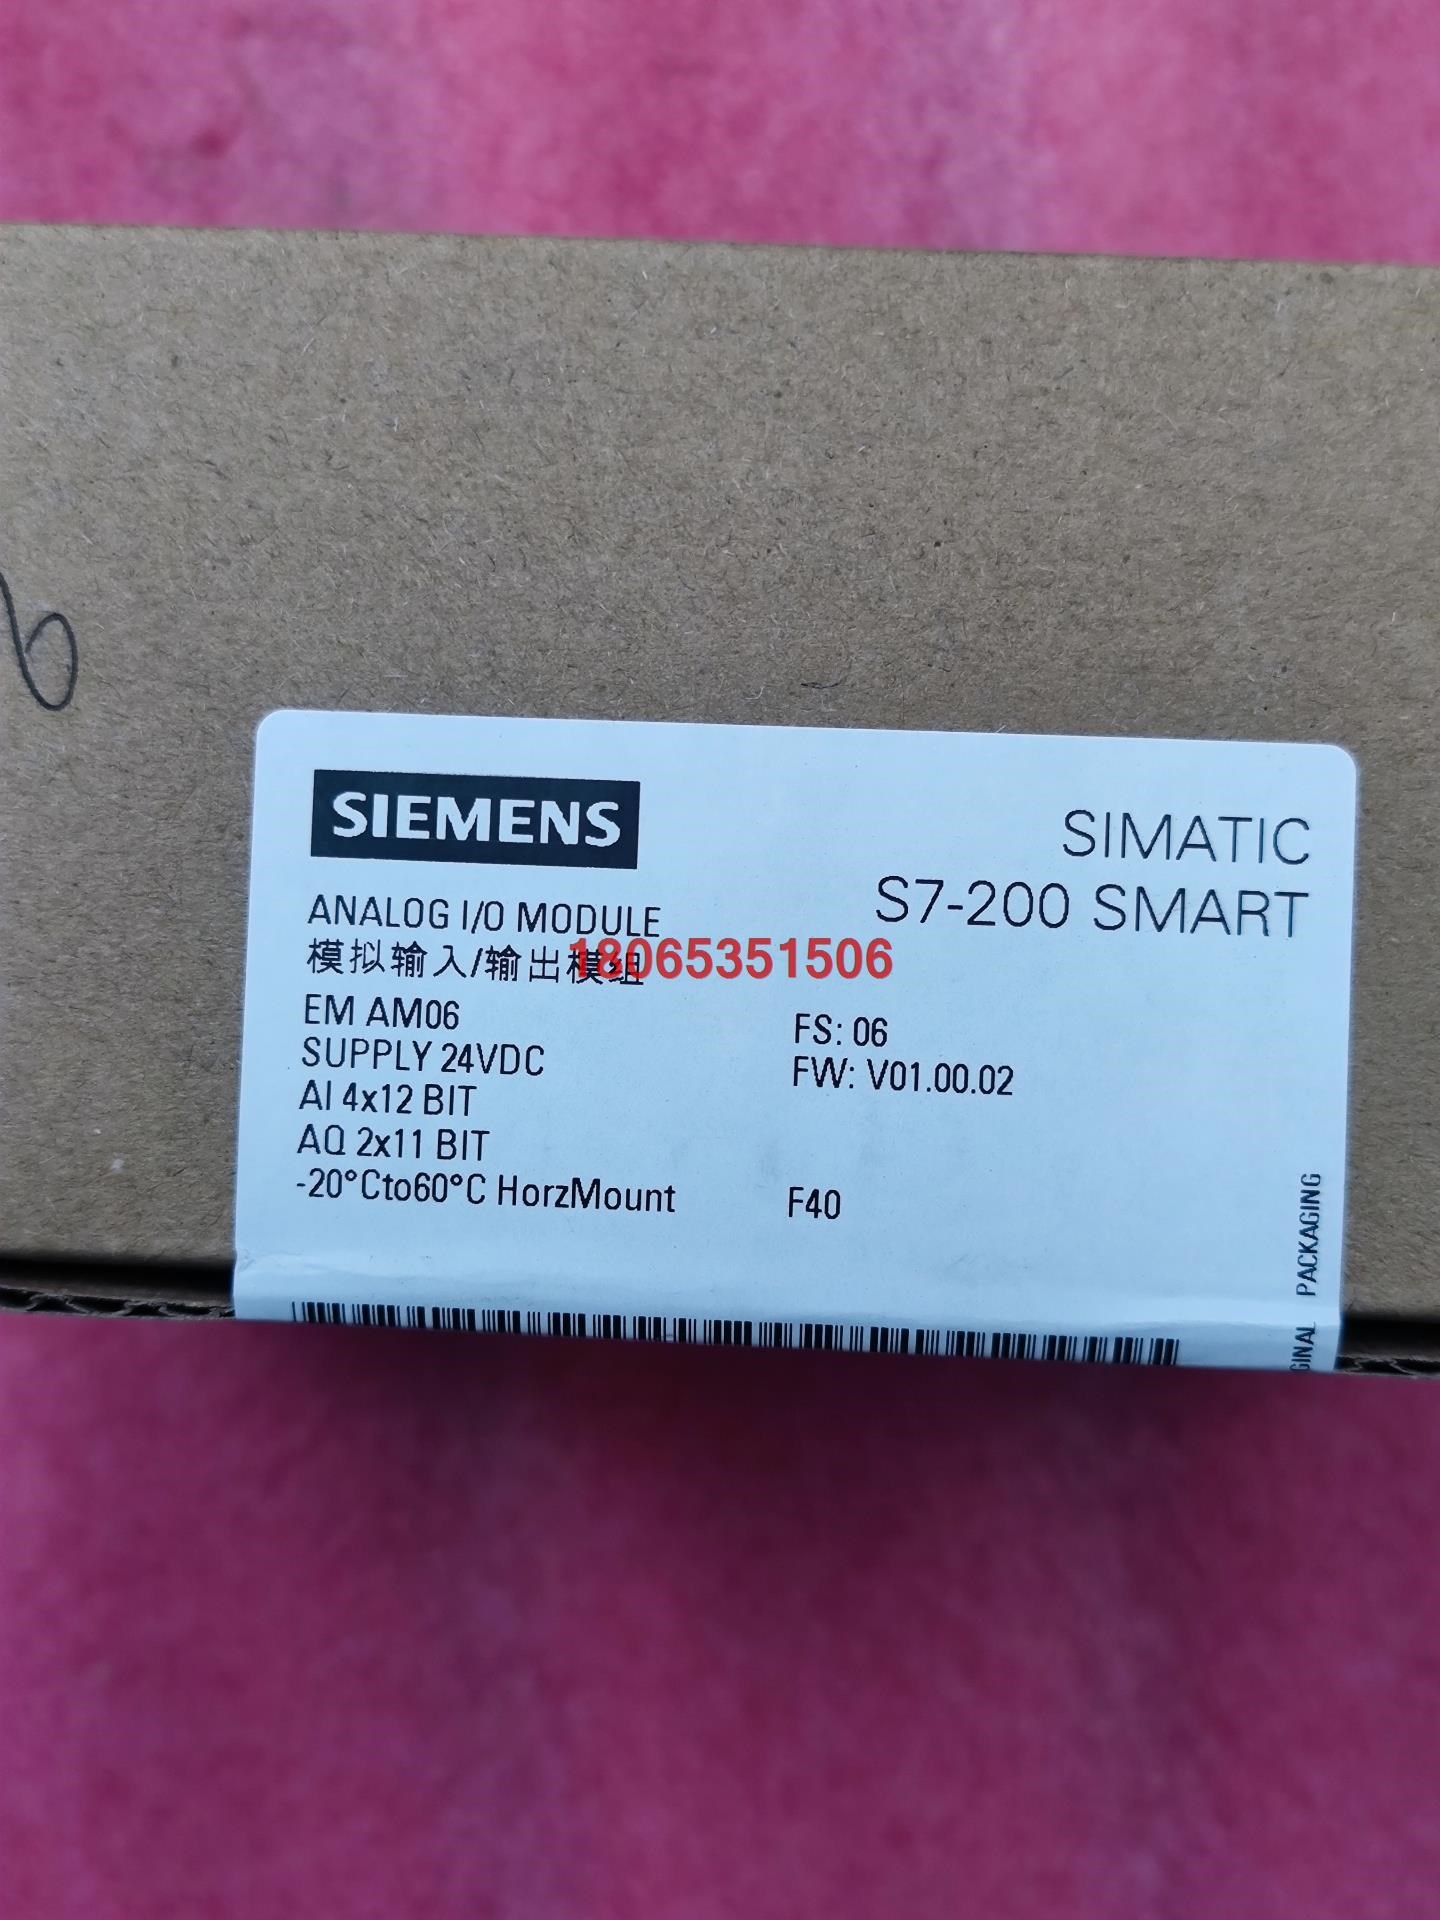 SIEMENS
SIMATIC
S7-200 SMART
ANALOG I/O MODULE
模拟输入/输出模组
18065351506
EM AM06
SUPPLY 24VDC
AI 4x12 BIT
AQ 2x11 BIT
-20°Cto60°C HorzMount
FS: 06
FW: V01.00.02
F40
GINAL PACKAGING